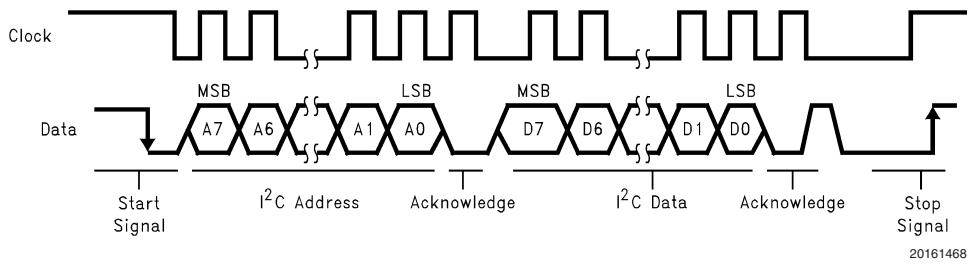 Clock
MSB LSB MSB LSB
Data A7 A6 A1 A0 D7 D6 D1 D0
Start Signal
I²C Address
Acknowledge
I²C Data
Acknowledge
Stop Signal
20161468